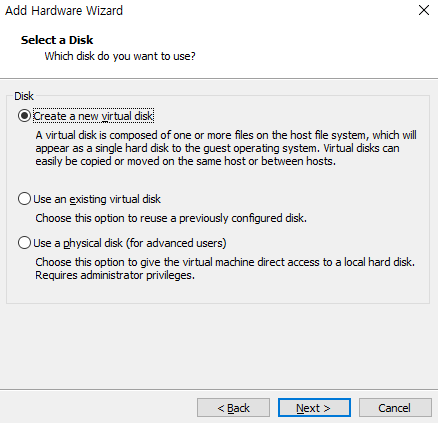 Add Hardware Wizard
Select a Disk
Which disk do you want to use?
Disk
Create a new virtual disk
A virtual disk is composed of one or more files on the host file system, which will
appear as a single hard disk to the guest operating system. Virtual disks can
easily be copied or moved on the same host or between hosts.
Use an existing virtual disk
Choose this option to reuse a previously configured disk.
Use a physical disk (for advanced users)
Choose this option to give the virtual machine direct access to a local hard disk.
Requires administrator privileges.
< Back
Next >
Cancel